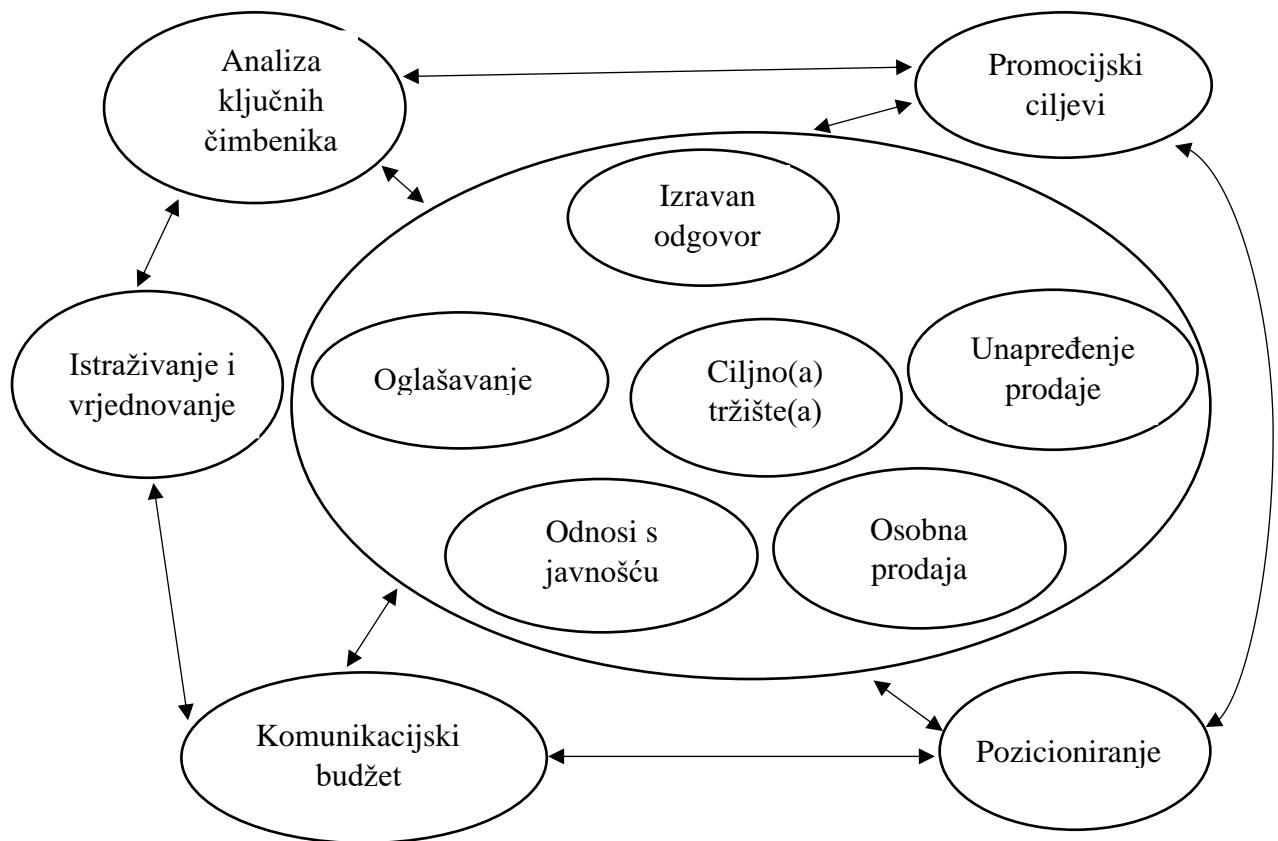 Analiza
ključnih
čimbenika
Promocijski
ciljevi
Izravan
odgovor
Istraživanje i
vrjednovanje
Oglašavanje
Ciljno(a)
tržište(a)
Unapređenje
prodaje
Odnosi s
javnošću
Osobna
prodaja
Komunikacijski
budžet
Pozicioniranje